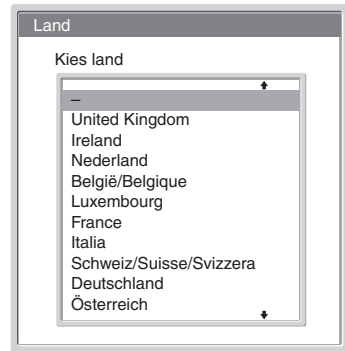 Land
Kies land
–
United Kingdom
Ireland
Nederland
België/Belgique
Luxembourg
France
Italia
Schweiz/Suisse/Svizzera
Deutschland
Österreich